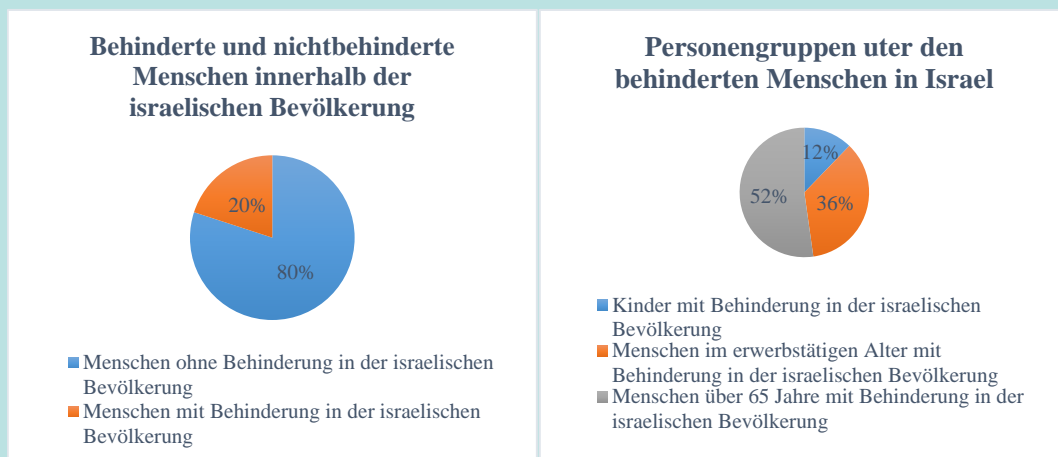 Behinderte und nichtbehinderte
Menschen innerhalb der
israelischen Bevölkerung
20%
80%
Menschen ohne Behinderung in der israelischen
Bevölkerung
Menschen mit Behinderung in der israelischen
Bevölkerung
Personengruppen uter den
behinderten Menschen in Israel
12%
52%
36%
Kinder mit Behinderung in der israelischen
Bevölkerung
Menschen im erwerbstätigen Alter mit
Behinderung in der israelischen Bevölkerung
Menschen über 65 Jahre mit Behinderung in der
israelischen Bevölkerung